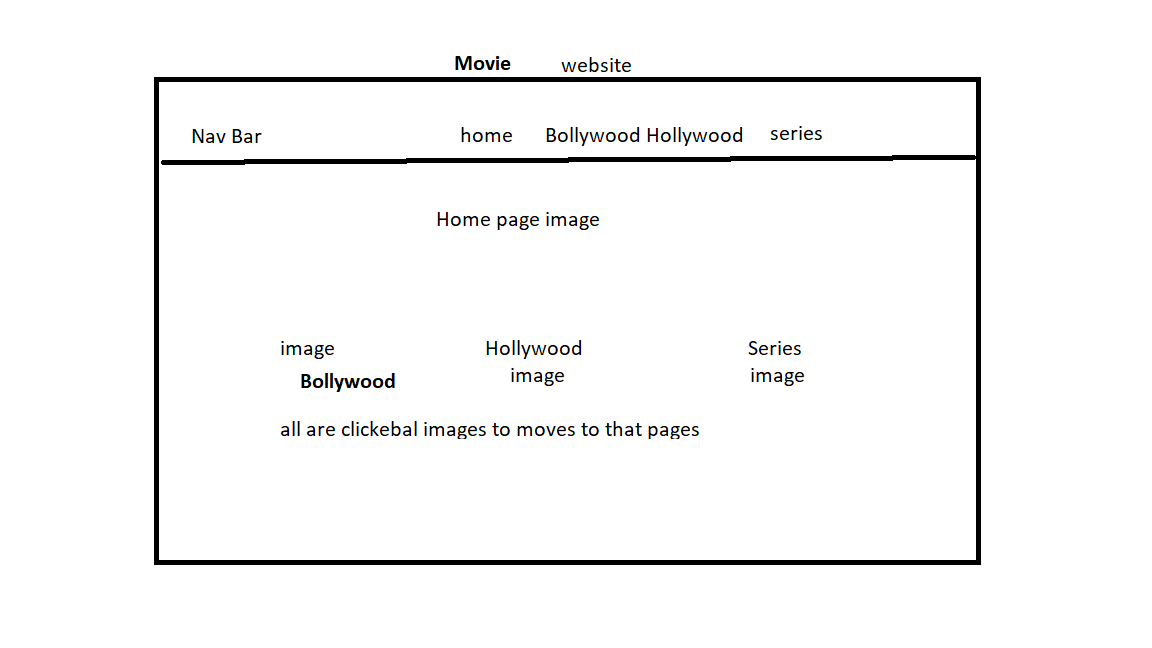 Movie website
Nav Bar home Bollywood Hollywood series
Home page image
image Hollywood Series
Bollywood image image
all are clickebal images to moves to that pages